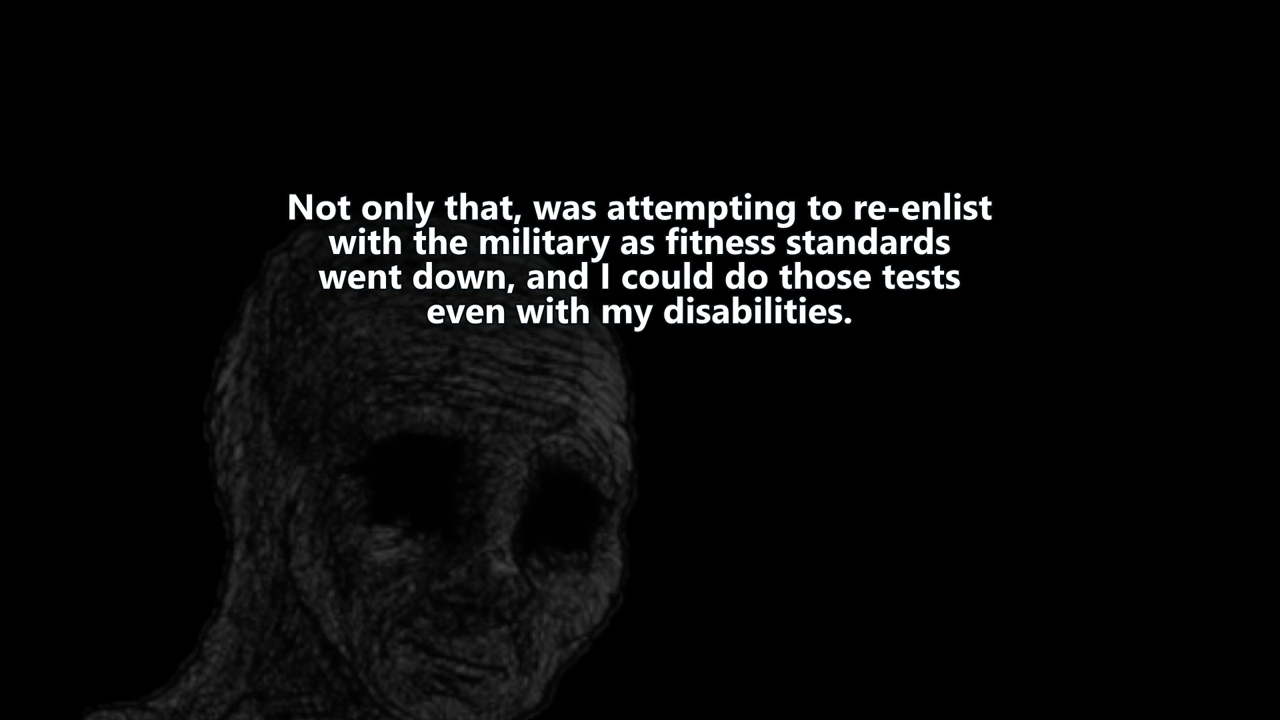 Not only that, was attempting to re-enlist
with the military as fitness standards
went down, and I could do those tests
even with my disabilities.